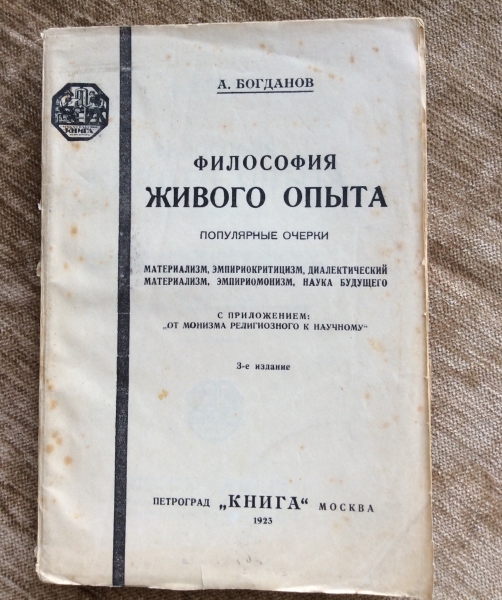 А. БОГДАНОВ
ФИЛОСОФИЯ
ЖИВОГО ОПЫТА
ПОПУЛЯРНЫЕ ОЧЕРКИ
МАТЕРИАЛИЗМ, ЭМПИРИОКРИТИЦИЗМ, ДИАЛЕКТИЧЕСКИЙ
МАТЕРИАЛИЗМ, ЭМПИРИОМОНИЗМ, НАУКА БУДУЩЕГО
С ПРИЛОЖЕНИЕМ:
„ОТ МОНИЗМА РЕЛИГИОЗНОГО К НАУЧНОМУ“
3-е издание
ПЕТРОГРАД „КНИГА“ МОСКВА
1923
КНИГА